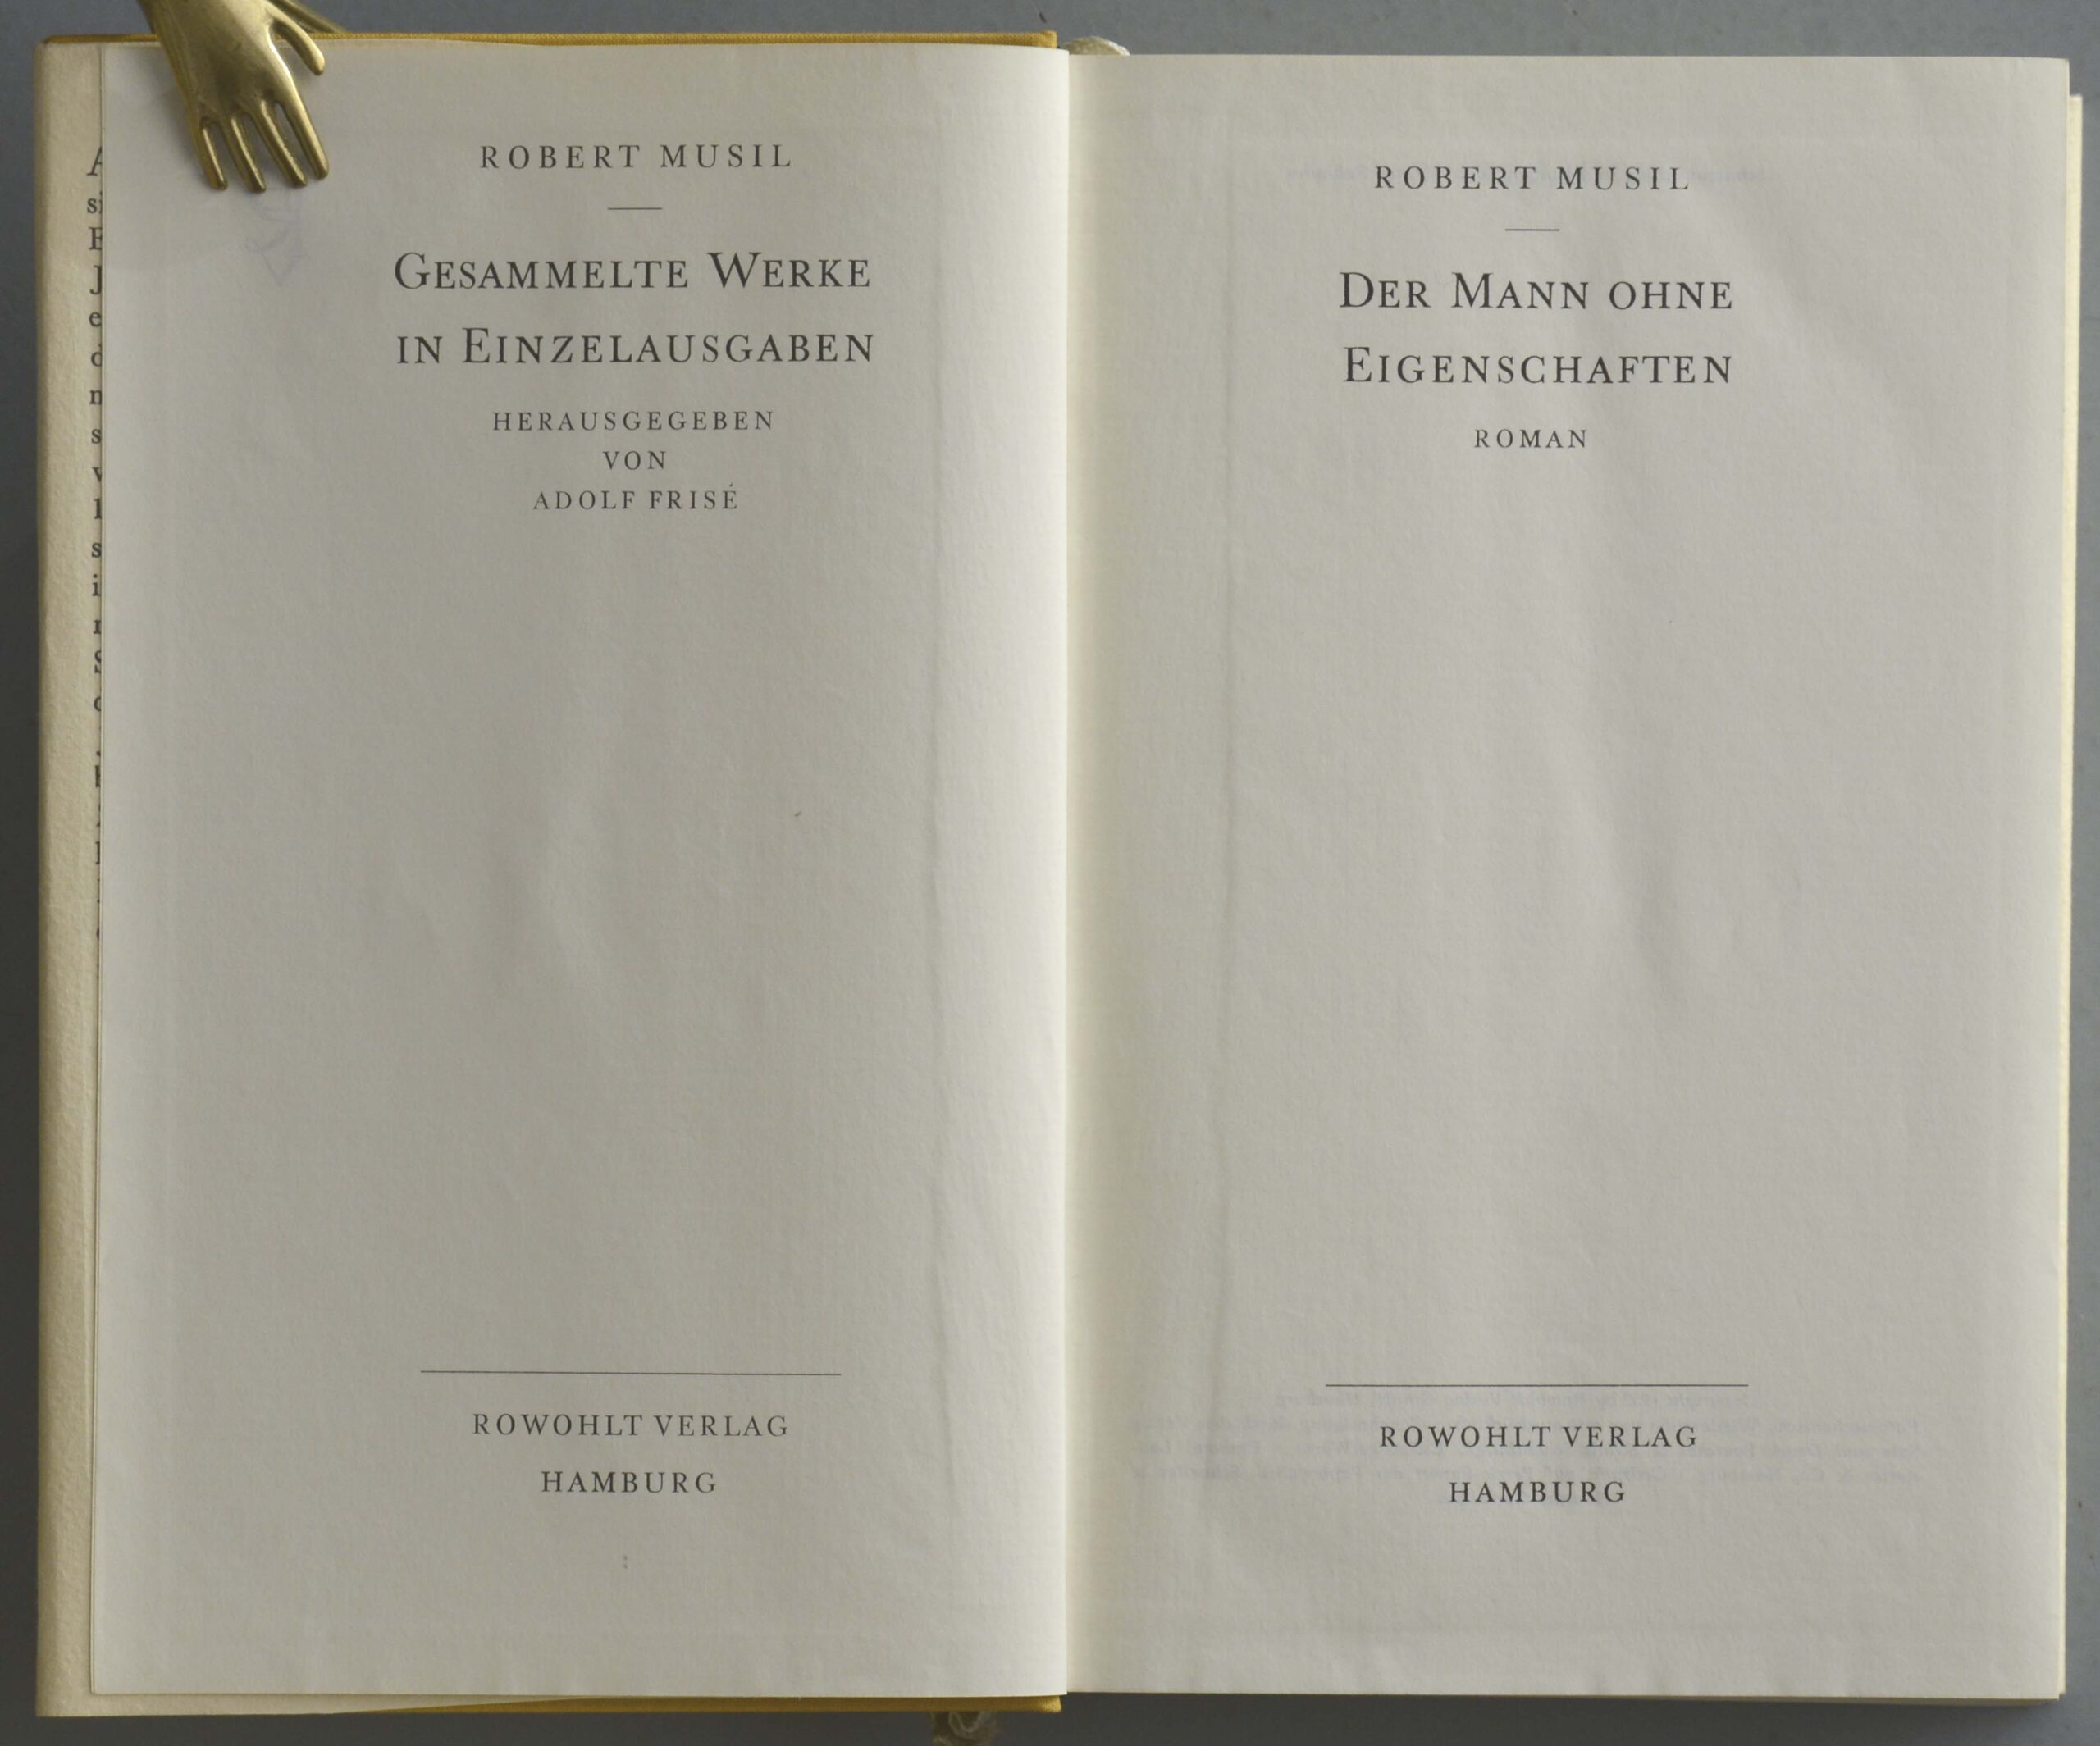 ROBERT MUSIL
GESAMMELTE WERKE
IN EINZELAUSGABEN
HERAUSGEGEBEN
VON
ADOLF FRISÉ
ROWOHLT VERLAG
HAMBURG
ROBERT MUSIL
DER MANN OHNE
EIGENSCHAFTEN
ROMAN
ROWOHLT VERLAG
HAMBURG